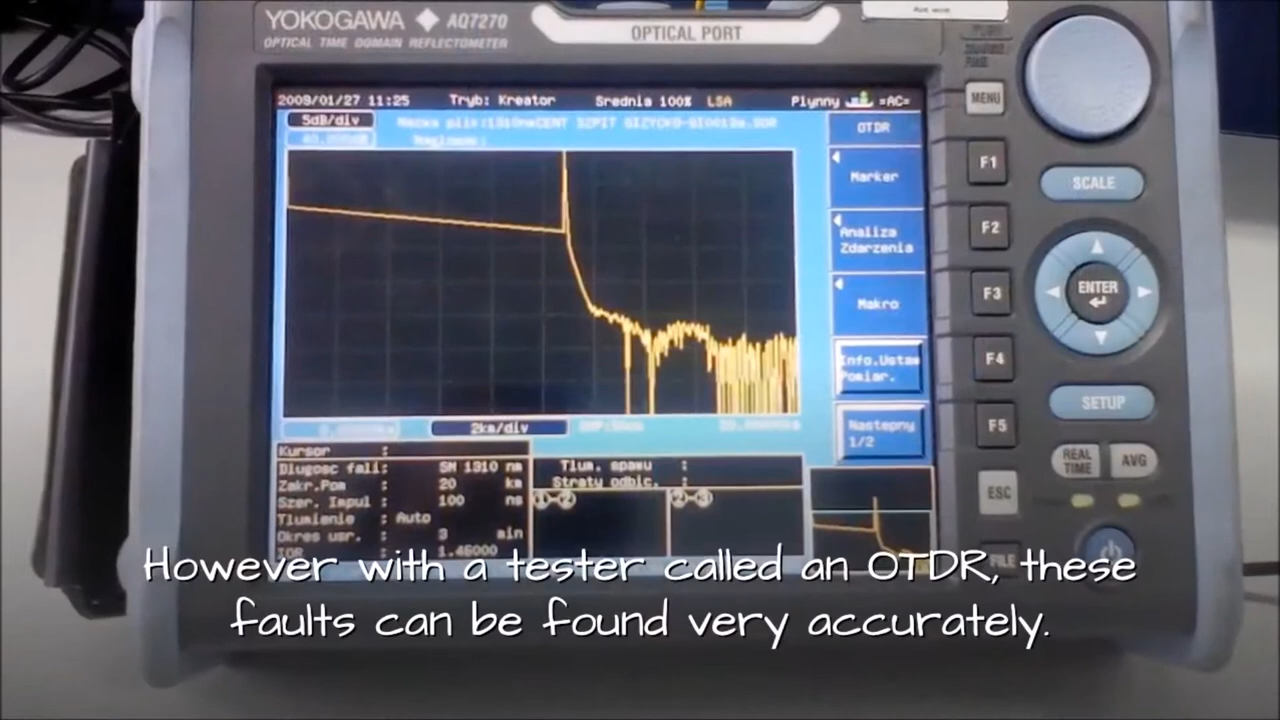 YOKOGAWA ◆ AQ7270
OPTICAL TIME DOMAIN REFLECTOMETER
OPTICAL PORT
2009/01/27 11:25 Tryb: Kreator Srednia 100% LSA Plynny =AC=
5dB/div
OTDR
Marker
Analiza
Zdarzenia
Makro
Info.Ustaw
Pomiar.
Nastepny
1/2
2km/div
Kursor :
Dlugosc fali: SM 1310 nm
Zakr.Pom : 20 km
Szer. Impul : 100 ns
Tlumienie : Auto
Okres usr. : 3 min
IOR : 1.46000
Tlum. spawu :
Straty odbic. :
①-②
②-③
MENU
F1
F2
F3
F4
F5
ESC
FILE
SCALE
ENTER
SETUP
REAL
TIME
AVG
However with a tester called an OTDR, these
faults can be found very accurately.